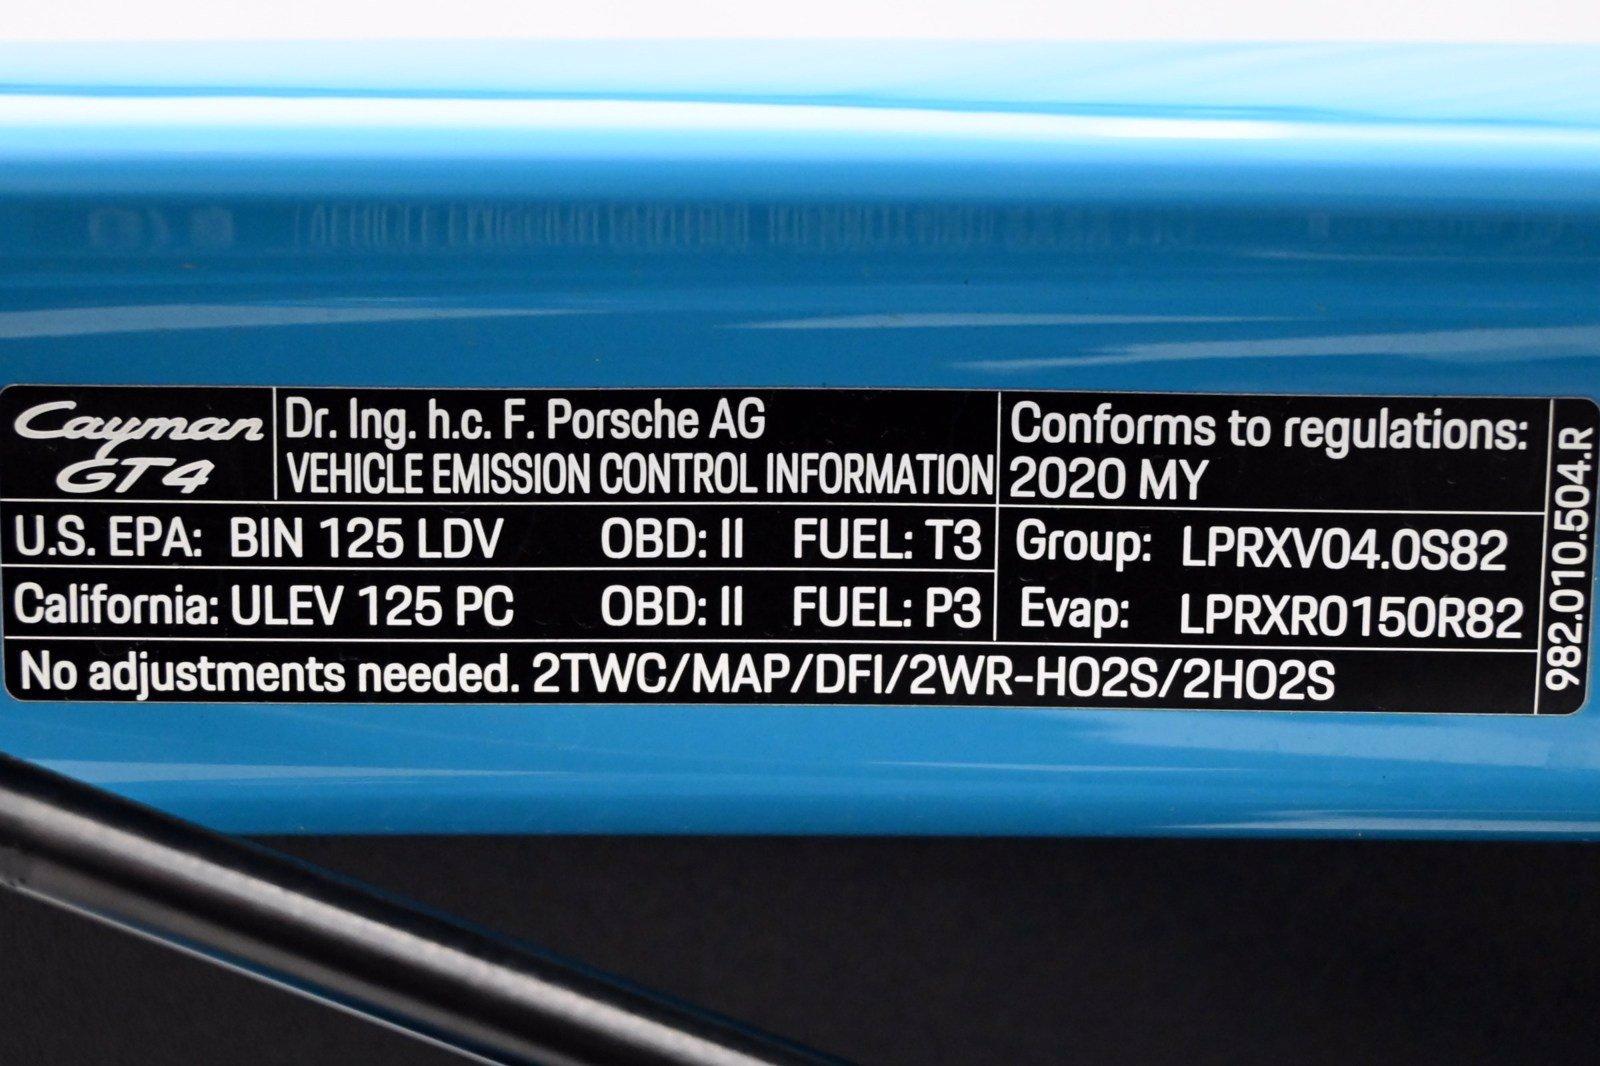 Cayman
GT4
Dr. Ing. h.c. F. Porsche AG
VEHICLE EMISSION CONTROL INFORMATION
Conforms to regulations:
2020 MY
U.S. EPA: BIN 125 LDV OBD: II FUEL: T3
California: ULEV 125 PC OBD: II FUEL: P3
Group: LPRXV04.0S82
Evap: LPRXR0150R82
No adjustments needed. 2TWC/MAP/DFI/2WR-HO2S/2HO2S
982.010.504.R